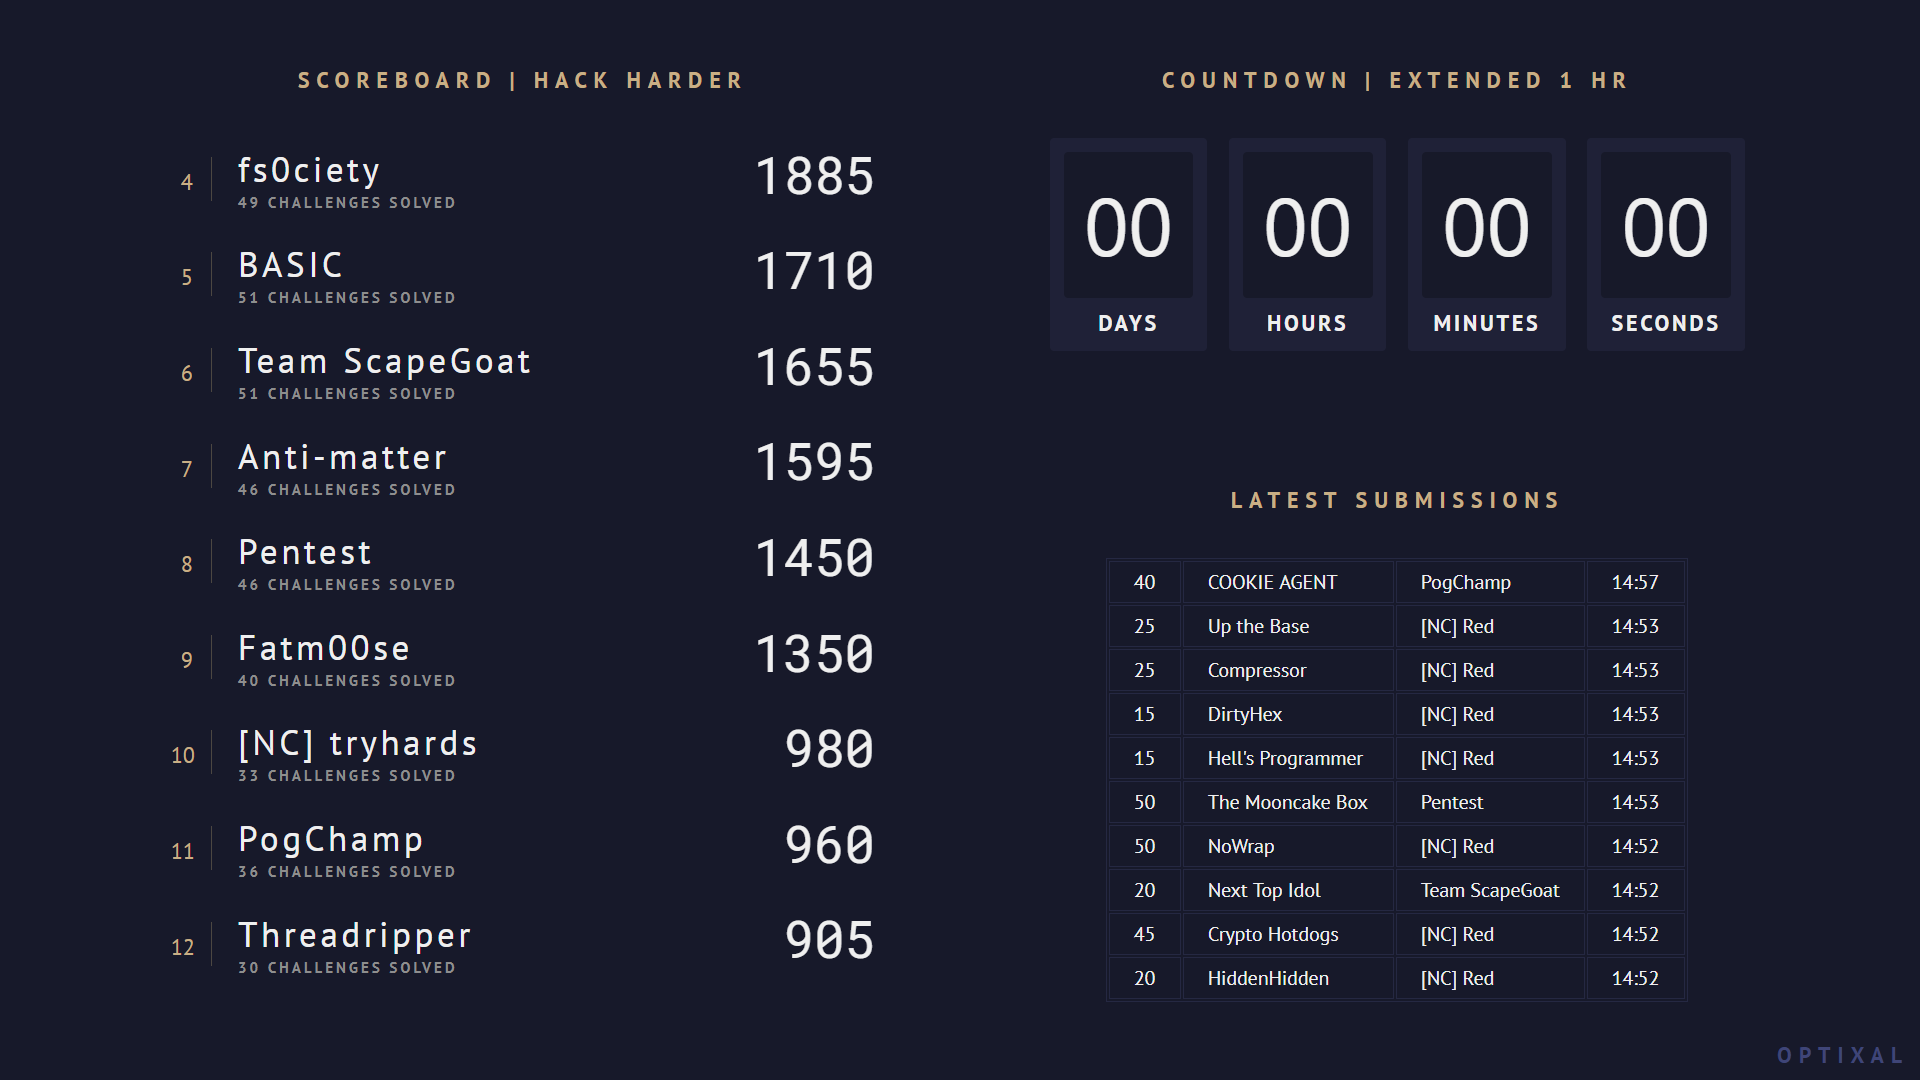 SCOREBOARD | HACK HARDER
4
fs0ciety
49 CHALLENGES SOLVED
1885
5
BASIC
51 CHALLENGES SOLVED
1710
6
Team ScapeGoat
51 CHALLENGES SOLVED
1655
7
Anti-matter
46 CHALLENGES SOLVED
1595
8
Pentest
46 CHALLENGES SOLVED
1450
9
Fatm00se
40 CHALLENGES SOLVED
1350
10
[NC] tryhards
33 CHALLENGES SOLVED
980
11
PogChamp
36 CHALLENGES SOLVED
960
12
Threadripper
30 CHALLENGES SOLVED
905
COUNTDOWN | EXTENDED 1 HR
00 00 00 00
DAYS HOURS MINUTES SECONDS
LATEST SUBMISSIONS
40 COOKIE AGENT PogChamp 14:57
25 Up the Base [NC] Red 14:53
25 Compressor [NC] Red 14:53
15 DirtyHex [NC] Red 14:53
15 Hell's Programmer [NC] Red 14:53
50 The Mooncake Box Pentest 14:53
50 NoWrap [NC] Red 14:52
20 Next Top Idol Team ScapeGoat 14:52
45 Crypto Hotdogs [NC] Red 14:52
20 HiddenHidden [NC] Red 14:52
OPTIXAL